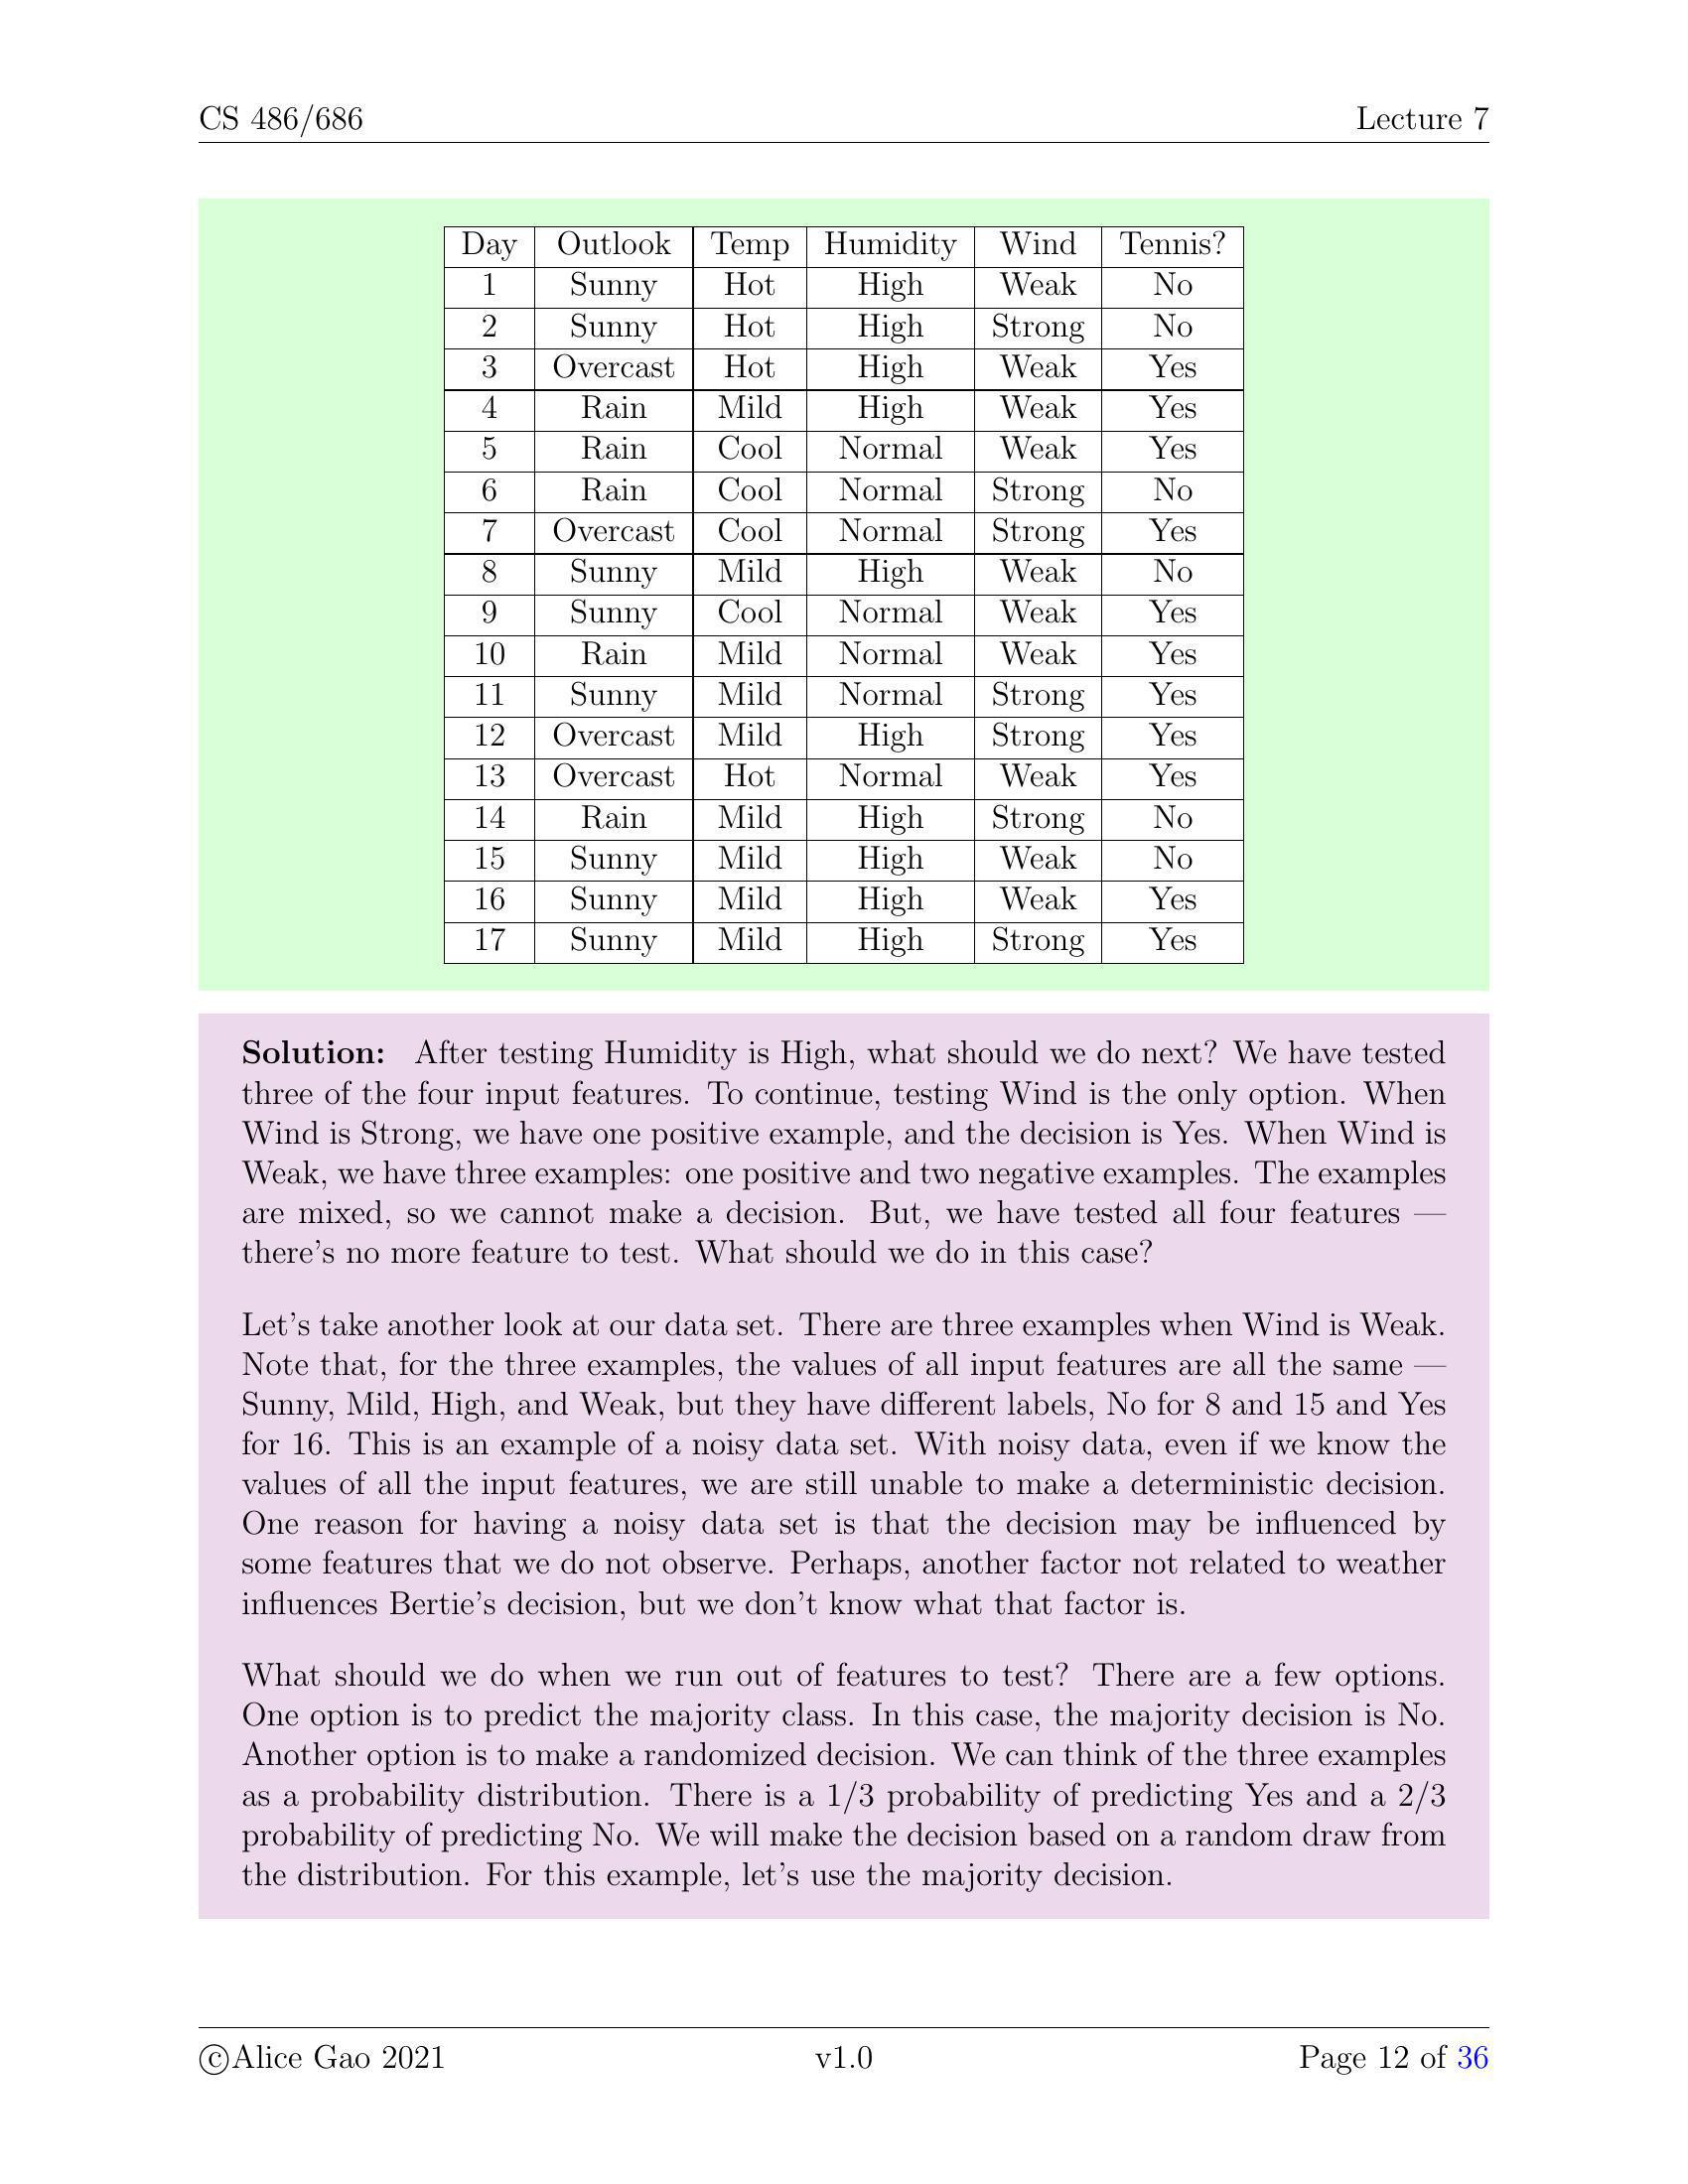 CS 486/686 Lecture 7
Day Outlook Temp Humidity Wind Tennis?
1 Sunny Hot High Weak No
2 Sunny Hot High Strong No
3 Overcast Hot High Weak Yes
4 Rain Mild High Weak Yes
5 Rain Cool Normal Weak Yes
6 Rain Cool Normal Strong No
7 Overcast Cool Normal Strong Yes
8 Sunny Mild High Weak No
9 Sunny Cool Normal Weak Yes
10 Rain Mild Normal Weak Yes
11 Sunny Mild Normal Strong Yes
12 Overcast Mild High Strong Yes
13 Overcast Hot Normal Weak Yes
14 Rain Mild High Strong No
15 Sunny Mild High Weak No
16 Sunny Mild High Weak Yes
17 Sunny Mild High Strong Yes
Solution: After testing Humidity is High, what should we do next? We have tested
three of the four input features. To continue, testing Wind is the only option. When
Wind is Strong, we have one positive example, and the decision is Yes. When Wind is
Weak, we have three examples: one positive and two negative examples. The examples
are mixed, so we cannot make a decision. But, we have tested all four features —
there's no more feature to test. What should we do in this case?
Let's take another look at our data set. There are three examples when Wind is Weak.
Note that, for the three examples, the values of all input features are all the same —
Sunny, Mild, High, and Weak, but they have different labels, No for 8 and 15 and Yes
for 16. This is an example of a noisy data set. With noisy data, even if we know the
values of all the input features, we are still unable to make a deterministic decision.
One reason for having a noisy data set is that the decision may be influenced by
some features that we do not observe. Perhaps, another factor not related to weather
influences Bertie's decision, but we don't know what that factor is.
What should we do when we run out of features to test? There are a few options.
One option is to predict the majority class. In this case, the majority decision is No.
Another option is to make a randomized decision. We can think of the three examples
as a probability distribution. There is a 1/3 probability of predicting Yes and a 2/3
probability of predicting No. We will make the decision based on a random draw from
the distribution. For this example, let's use the majority decision.
©Alice Gao 2021 v1.0 Page 12 of 36